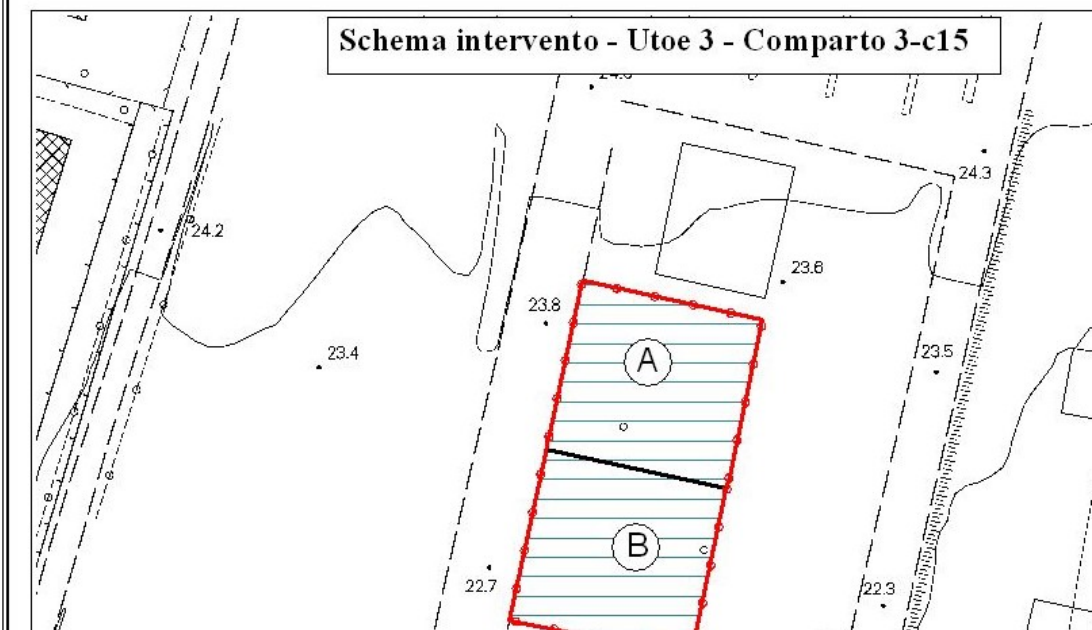 Schema intervento - Utoe 3 - Comparto 3-c15
24.3
24.2
23.6
23.8
23.4
23.5
A
B
22.7
22.3